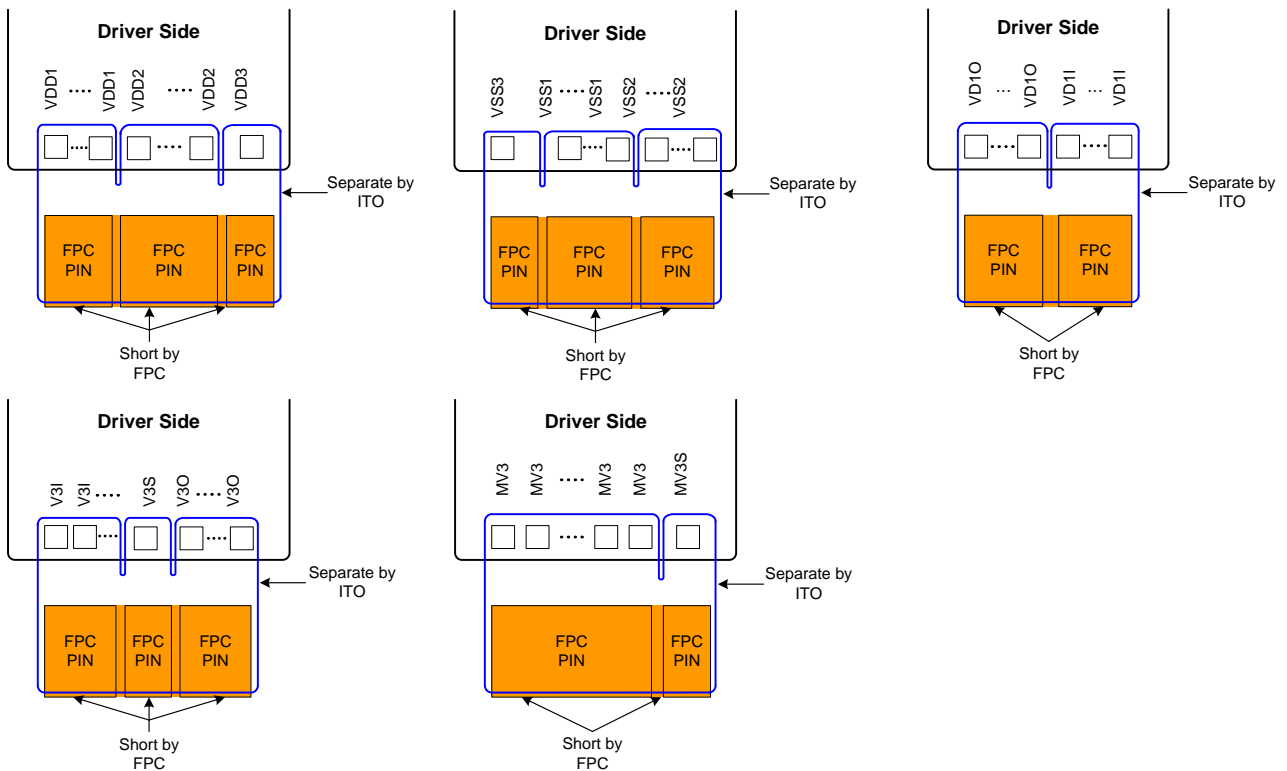 Driver Side
VDD1 .... VDD1 VDD2 .... VDD2 VDD3
....
....
Separate by
ITO
FPC
PIN
FPC
PIN
FPC
PIN
Short by
FPC
Driver Side
VSS3 VSS1 ..... VSS1 VSS2 ..... VSS2
....
....
Separate by
ITO
FPC
PIN
FPC
PIN
FPC
PIN
Short by
FPC
Driver Side
VD1O ... VD1O VD1I ... VD1I
....
....
Separate by
ITO
FPC
PIN
FPC
PIN
Short by
FPC
Driver Side
V3I V3I ..... V3S V3O ..... V3O
....
....
Separate by
ITO
FPC
PIN
FPC
PIN
FPC
PIN
Short by
FPC
Driver Side
MV3 MV3 .... MV3 MV3 MV3S
....
Separate by
ITO
FPC
PIN
FPC
PIN
Short by
FPC